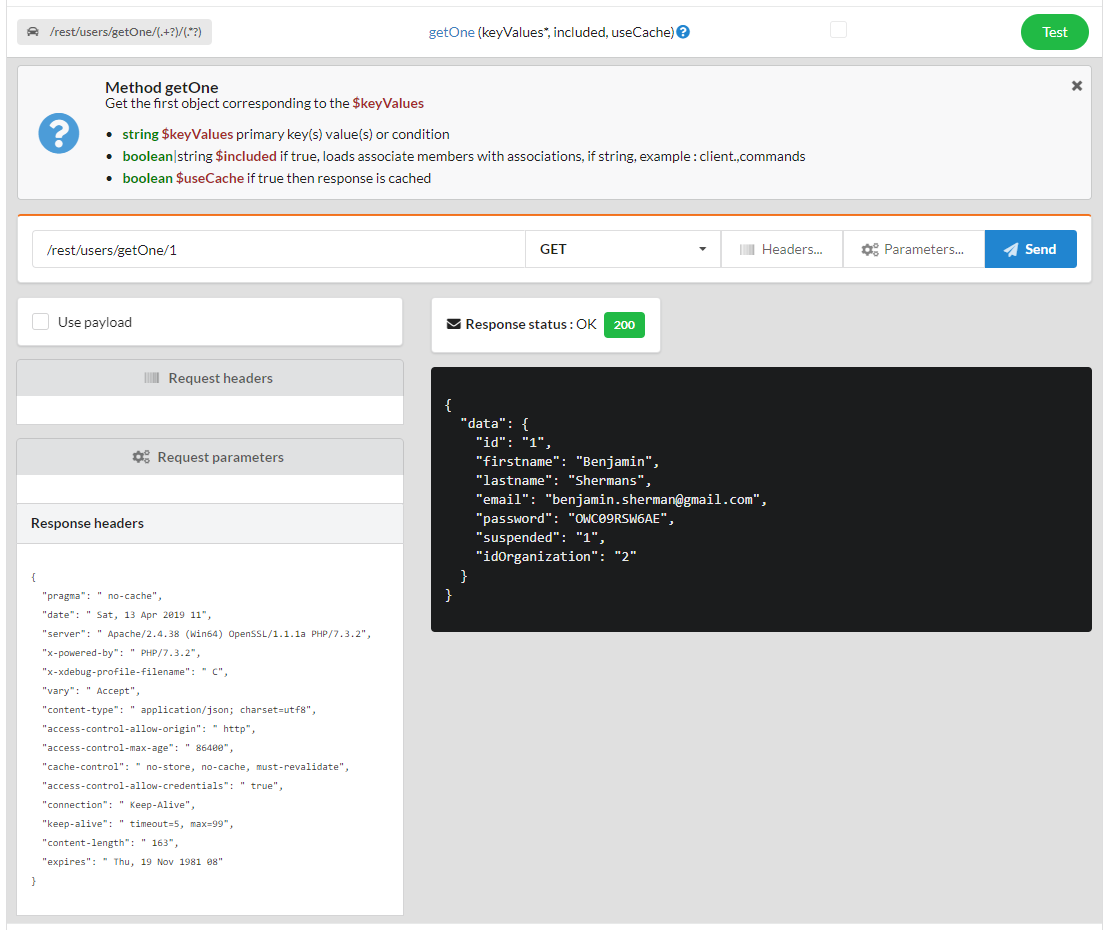 /rest/users/getOne/(.+?)/(.*?)
getOne (keyValues*, included, useCache)
Test
Method getOne
Get the first object corresponding to the $keyValues
string $keyValues primary key(s) value(s) or condition
boolean|string $included if true, loads associate members with associations, if string, example : client.,commands
boolean $useCache if true then response is cached
/rest/users/getOne/1
GET
Headers...
Parameters...
Send
Use payload
Request headers
Request parameters
Response headers
{
"pragma": " no-cache",
"date": " Sat, 13 Apr 2019 11",
"server": " Apache/2.4.38 (Win64) OpenSSL/1.1.1a PHP/7.3.2",
"x-powered-by": " PHP/7.3.2",
"x-xdebug-profile-filename": " C",
"vary": " Accept",
"content-type": " application/json; charset=utf8",
"access-control-allow-origin": " http",
"access-control-max-age": " 86400",
"cache-control": " no-store, no-cache, must-revalidate",
"access-control-allow-credentials": " true",
"connection": " Keep-Alive",
"keep-alive": " timeout=5, max=99",
"content-length": " 163",
"expires": " Thu, 19 Nov 1981 08"
}
Response status : OK 200
{
"data": {
"id": "1",
"firstname": "Benjamin",
"lastname": "Shermans",
"email": "benjamin.sherman@gmail.com",
"password": "OWC09RSW6AE",
"suspended": "1",
"idOrganization": "2"
}
}